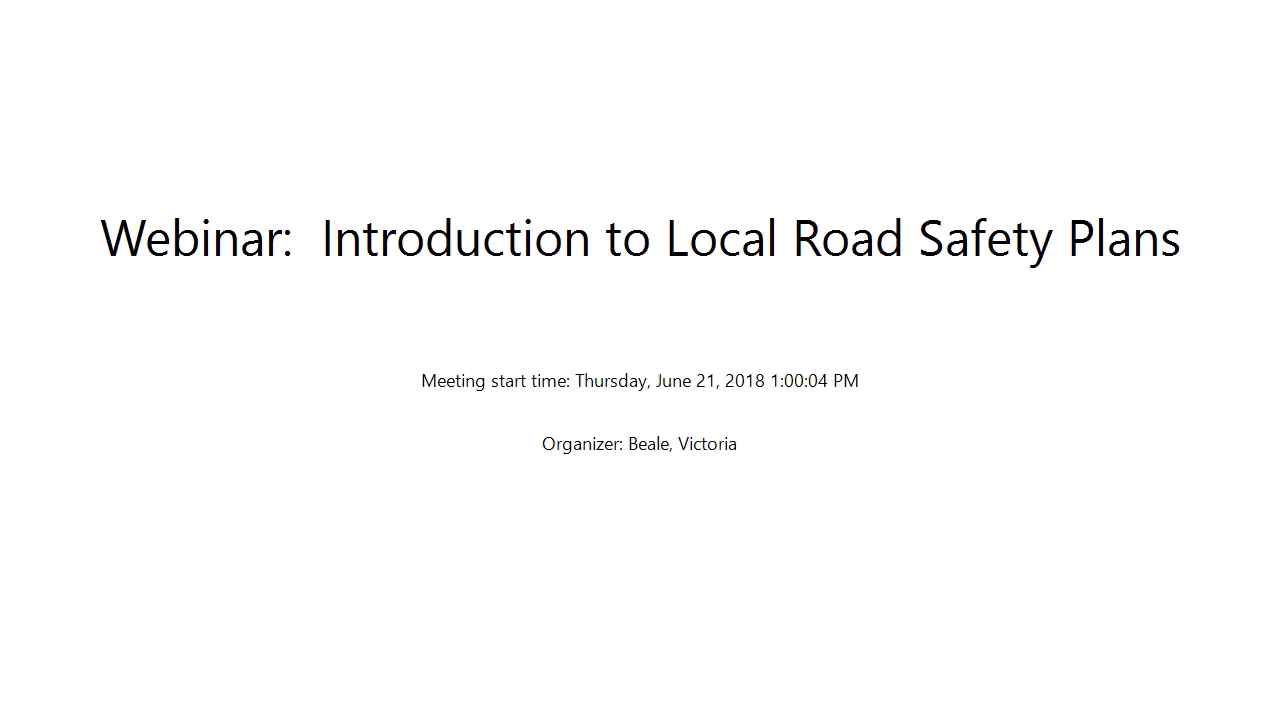 Webinar:  Introduction to Local Road Safety Plans
Meeting start time: Thursday, June 21, 2018 1:00:04 PM
Organizer: Beale, Victoria